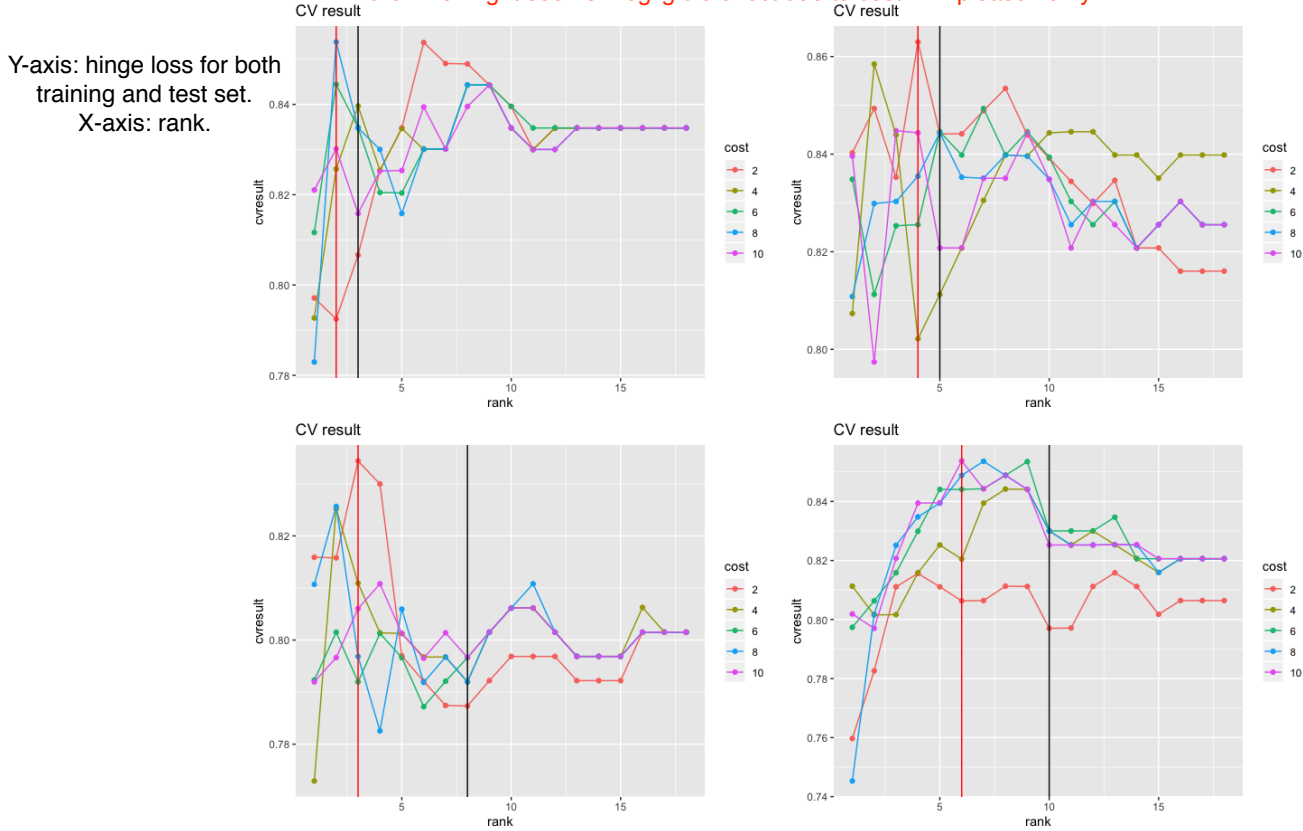 CV result
CV result
Y-axis: hinge loss for both
training and test set.
X-axis: rank.
0.84
0.82
0.80
0.78
cvresult
5
10
15
rank
cost
2
4
6
8
10
0.86
0.84
0.82
0.80
cvresult
5
10
15
rank
cost
2
4
6
8
10
CV result
0.82
0.80
0.78
cvresult
5
10
15
rank
cost
2
4
6
8
10
CV result
0.84
0.82
0.80
0.78
0.76
0.74
cvresult
5
10
15
rank
cost
2
4
6
8
10